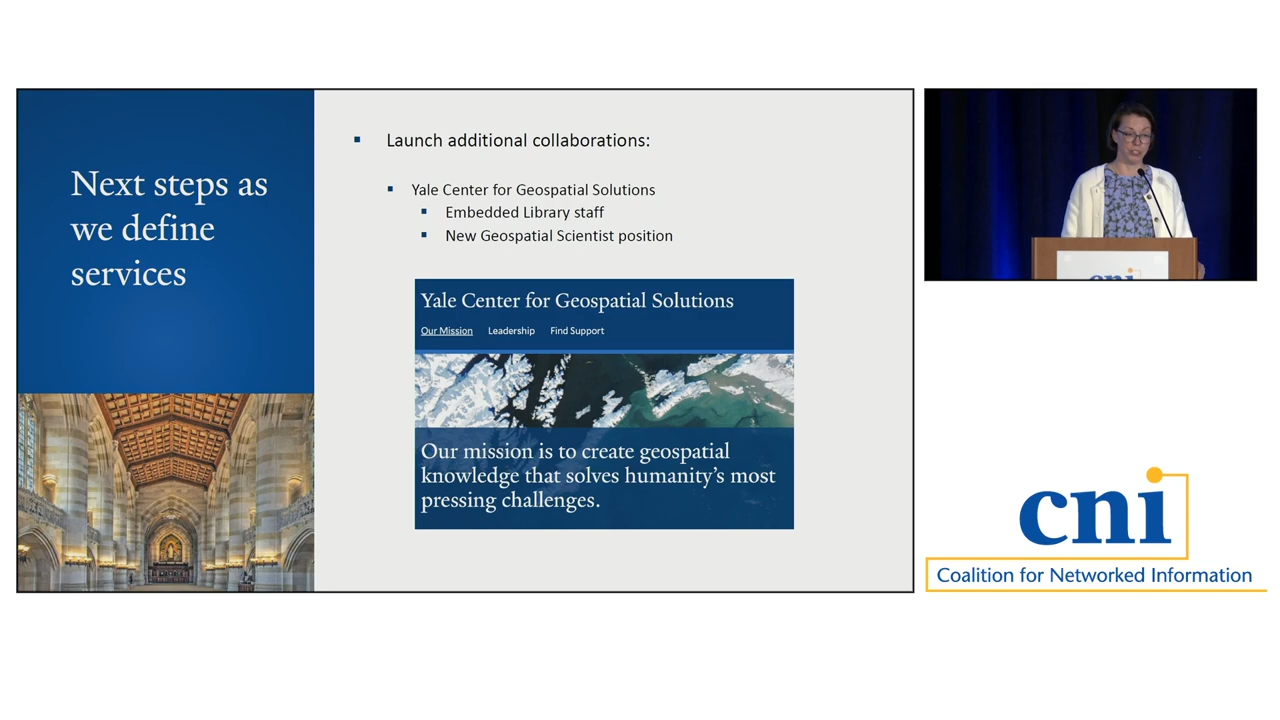 Next steps as
we define
services
Launch additional collaborations:
Yale Center for Geospatial Solutions
Embedded Library staff
New Geospatial Scientist position
Yale Center for Geospatial Solutions
Our Mission Leadership Find Support
Our mission is to create geospatial
knowledge that solves humanity's most
pressing challenges.
cni
cni
Coalition for Networked Information